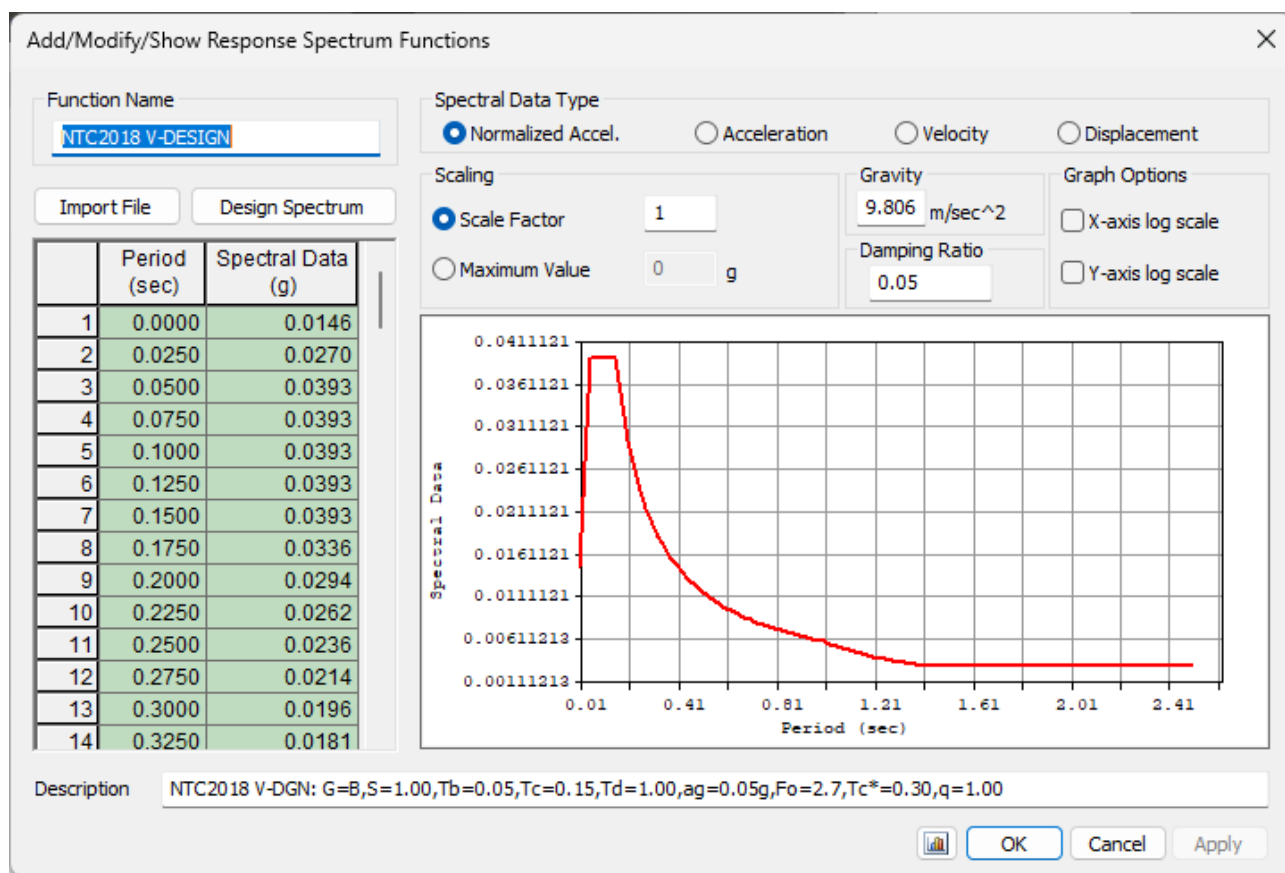 Add/Modify/Show Response Spectrum Functions
Function Name
NTC2018 V-DESIGN
Import File Design Spectrum
Period (sec) Spectral Data (g)
1 0.0000 0.0146
2 0.0250 0.0270
3 0.0500 0.0393
4 0.0750 0.0393
5 0.1000 0.0393
6 0.1250 0.0393
7 0.1500 0.0393
8 0.1750 0.0336
9 0.2000 0.0294
10 0.2250 0.0262
11 0.2500 0.0236
12 0.2750 0.0214
13 0.3000 0.0196
14 0.3250 0.0181
Spectral Data Type
Normalized Accel. Acceleration Velocity Displacement
Scaling
Scale Factor 1
Maximum Value 0 g
Gravity
9.806 m/sec^2
Damping Ratio
0.05
Graph Options
X-axis log scale
Y-axis log scale
0.0411121
0.0361121
0.0311121
0.0261121
0.0211121
0.0161121
0.0111121
0.00611213
0.00111213
Spectral Data
0.01 0.41 0.81 1.21 1.61 2.01 2.41
Period (sec)
Description NTC2018 V-DGN: G=B,S=1.00,Tb=0.05,Tc=0.15,Td=1.00,ag=0.05g,Fo=2.7,Tc*=0.30,q=1.00
OK Cancel Apply